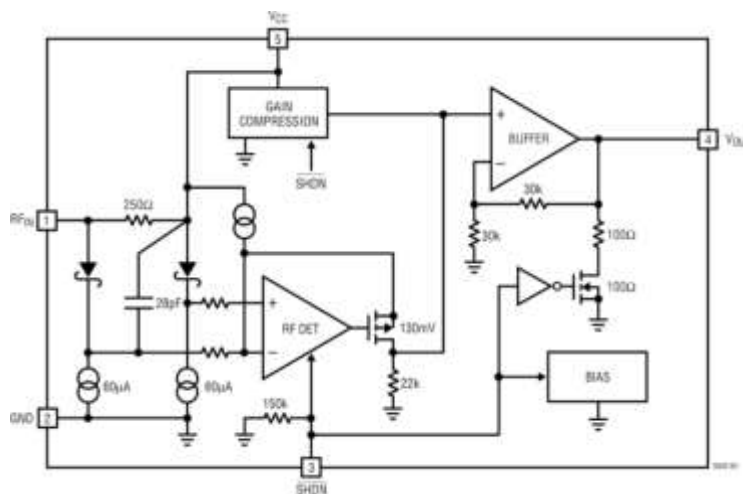 VCC
5
GAIN
COMPRESSION
SHDN
+
BUFFER
−
4
30k
30k
100Ω
100Ω
RFIN
1
250Ω
28pF
+
RF DET
−
130mV
22k
60µA
60µA
150k
BIAS
GND
2
3
SHDN